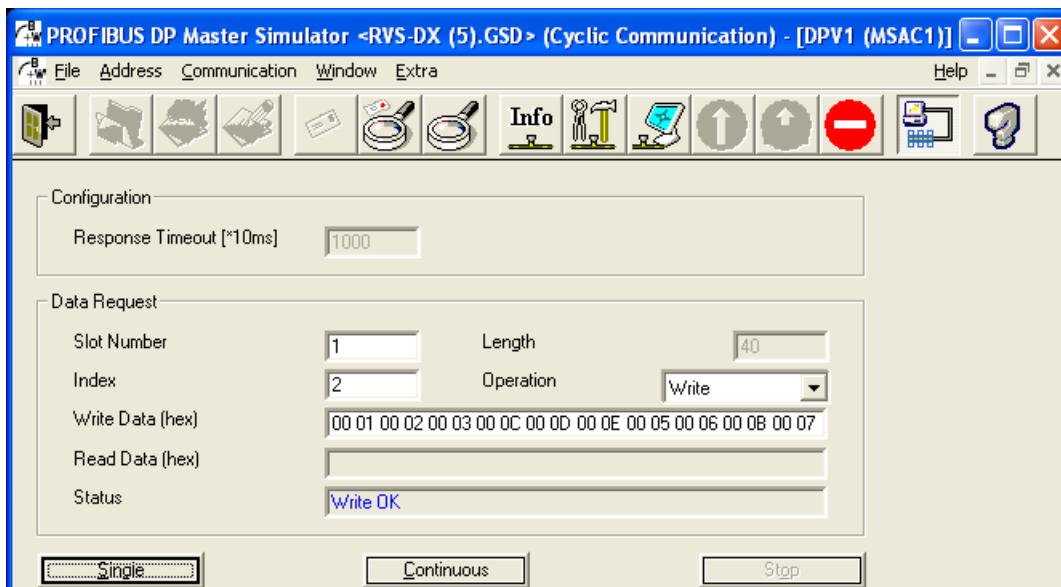 PROFIBUS DP Master Simulator <RVS-DX (5).GSD> (Cyclic Communication) - [DPV1 (MSAC1)]
File Address Communication Window Extra Help
Info
Configuration
Response Timeout [*10ms] 1000
Data Request
Slot Number 1 Length 40
Index 2 Operation Write
Write Data (hex) 00 01 00 02 00 03 00 0C 00 0D 00 0E 00 05 00 06 00 0B 00 07
Read Data (hex)
Status Write OK
Single Continuous Stop